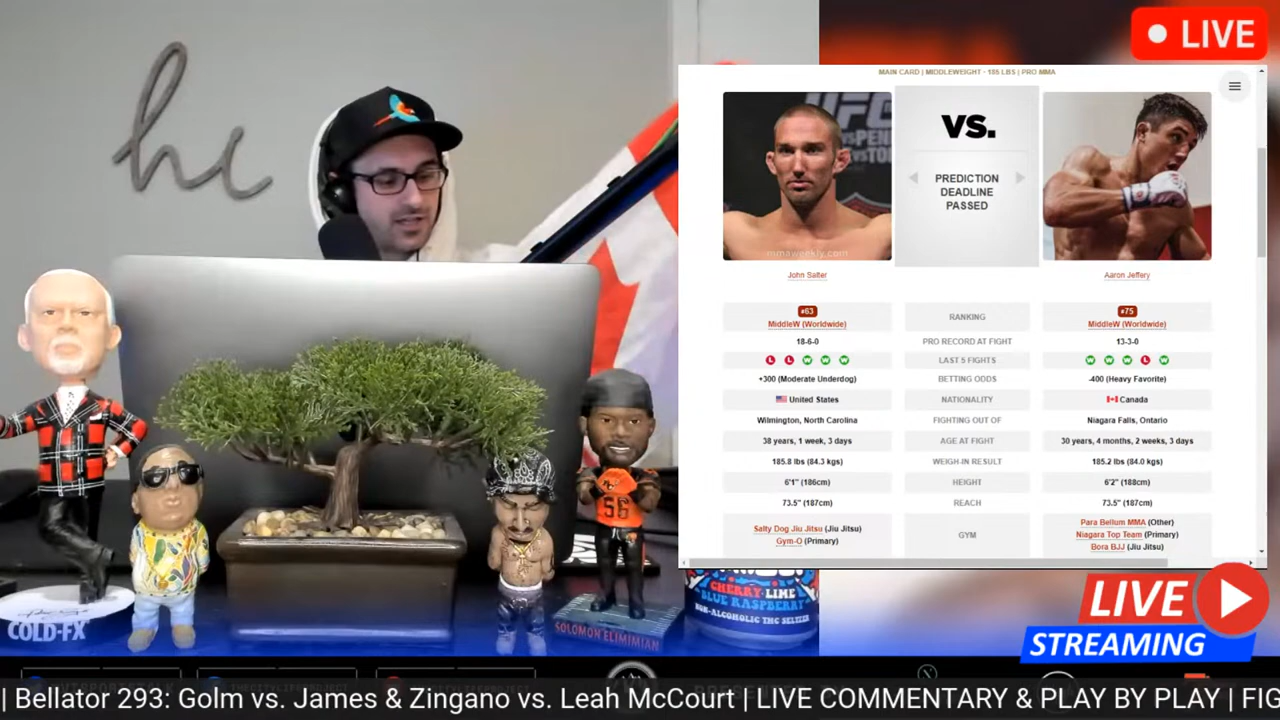 LIVE
hc
MAIN CARD | MIDDLEWEIGHT · 185 LBS | PRO MMA
VS.
PREDICTION
DEADLINE
PASSED
mmaweekly.com
John Salter
Aaron Jeffery
#63
MiddleW (Worldwide)
RANKING
#75
MiddleW (Worldwide)
18-6-0
PRO RECORD AT FIGHT
13-3-0
L L W W W
LAST 5 FIGHTS
W W W L W
+300 (Moderate Underdog)
BETTING ODDS
-400 (Heavy Favorite)
United States
NATIONALITY
Canada
Wilmington, North Carolina
FIGHTING OUT OF
Niagara Falls, Ontario
38 years, 1 week, 3 days
AGE AT FIGHT
30 years, 4 months, 2 weeks, 3 days
185.8 lbs (84.3 kgs)
WEIGH-IN RESULT
185.2 lbs (84.0 kgs)
6'1" (186cm)
HEIGHT
6'2" (188cm)
73.5" (187cm)
REACH
73.5" (187cm)
Salty Dog Jiu Jitsu (Jiu Jitsu)
Gym-O (Primary)
GYM
Para Bellum MMA (Other)
Niagara Top Team (Primary)
Bora BJJ (Jiu Jitsu)
56
COLD-FX
SOLOMON ELIMIMIAN
CHERRY-LIME
BLUE RASPBERRY
NON-ALCOHOLIC THC SELTZER
LIVE
STREAMING
| Bellator 293: Golm vs. James & Zingano vs. Leah McCourt | LIVE COMMENTARY & PLAY BY PLAY | FIG